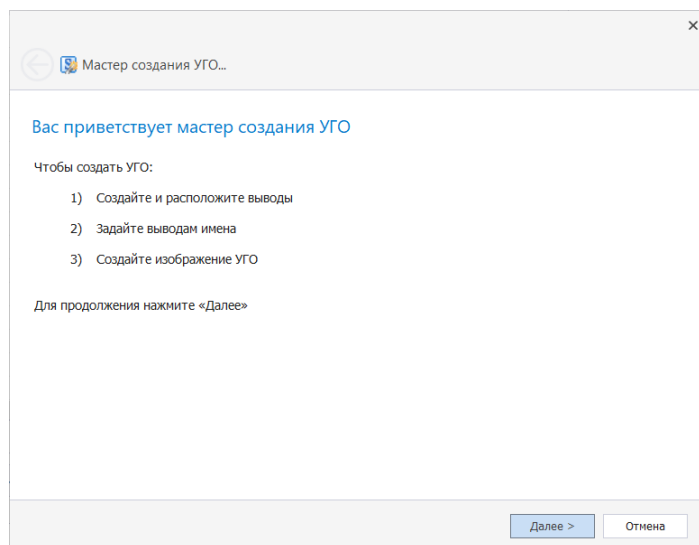 Мастер создания УГО...
Вас приветствует мастер создания УГО
Чтобы создать УГО:
1) Создайте и расположите выводы
2) Задайте выводам имена
3) Создайте изображение УГО
Для продолжения нажмите «Далее»
Далее > Отмена